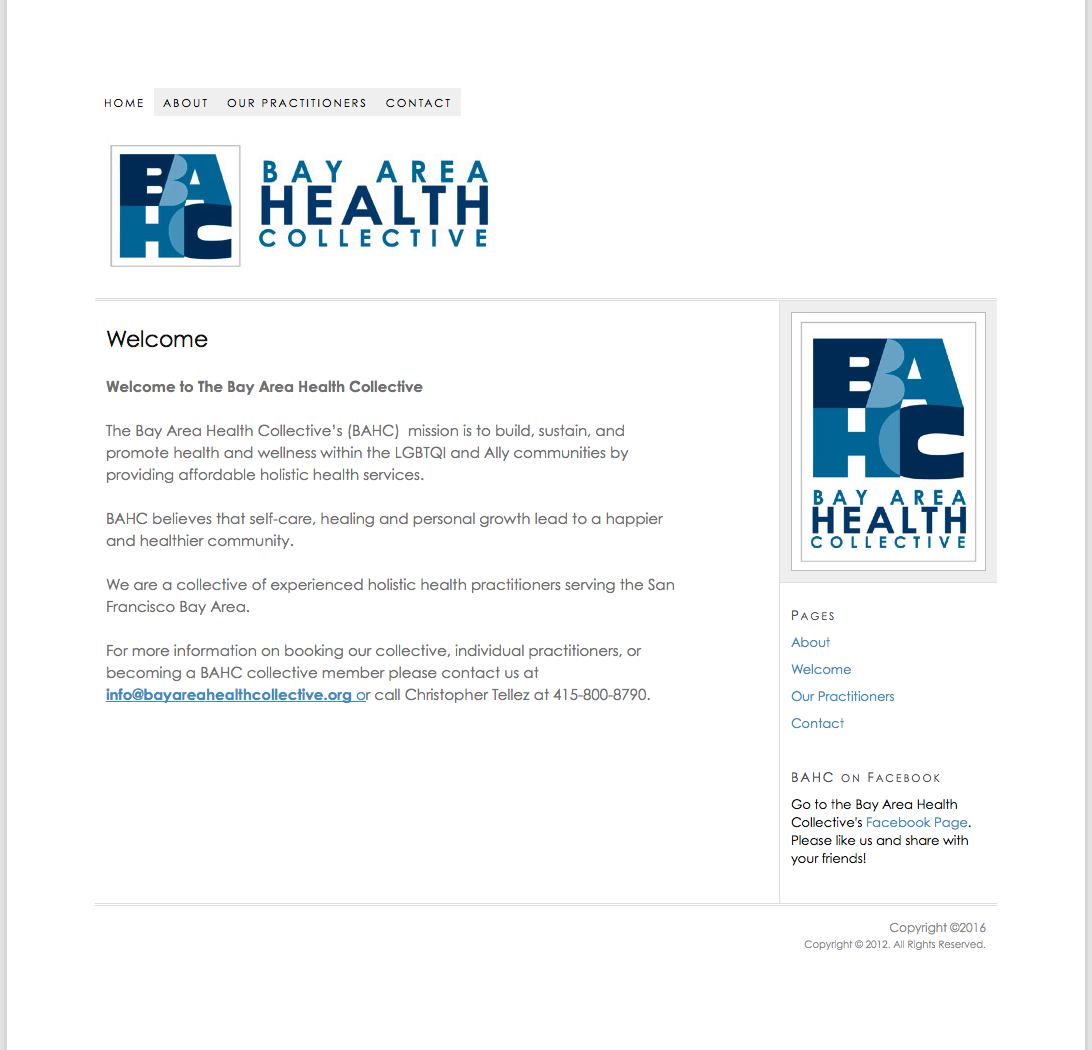 HOME ABOUT OUR PRACTITIONERS CONTACT
BA
HC
BAY AREA
HEALTH
COLLECTIVE
Welcome
Welcome to The Bay Area Health Collective
The Bay Area Health Collective’s (BAHC)  mission is to build, sustain, and
promote health and wellness within the LGBTQI and Ally communities by
providing affordable holistic health services.
BAHC believes that self-care, healing and personal growth lead to a happier
and healthier community.
We are a collective of experienced holistic health practitioners serving the San
Francisco Bay Area.
For more information on booking our collective, individual practitioners, or
becoming a BAHC collective member please contact us at
info@bayareahealthcollective.org or call Christopher Tellez at 415-800-8790.
BA
HC
BAY AREA
HEALTH
COLLECTIVE
PAGES
About
Welcome
Our Practitioners
Contact
BAHC ON FACEBOOK
Go to the Bay Area Health
Collective's Facebook Page.
Please like us and share with
your friends!
Copyright ©2016
Copyright © 2012. All Rights Reserved.